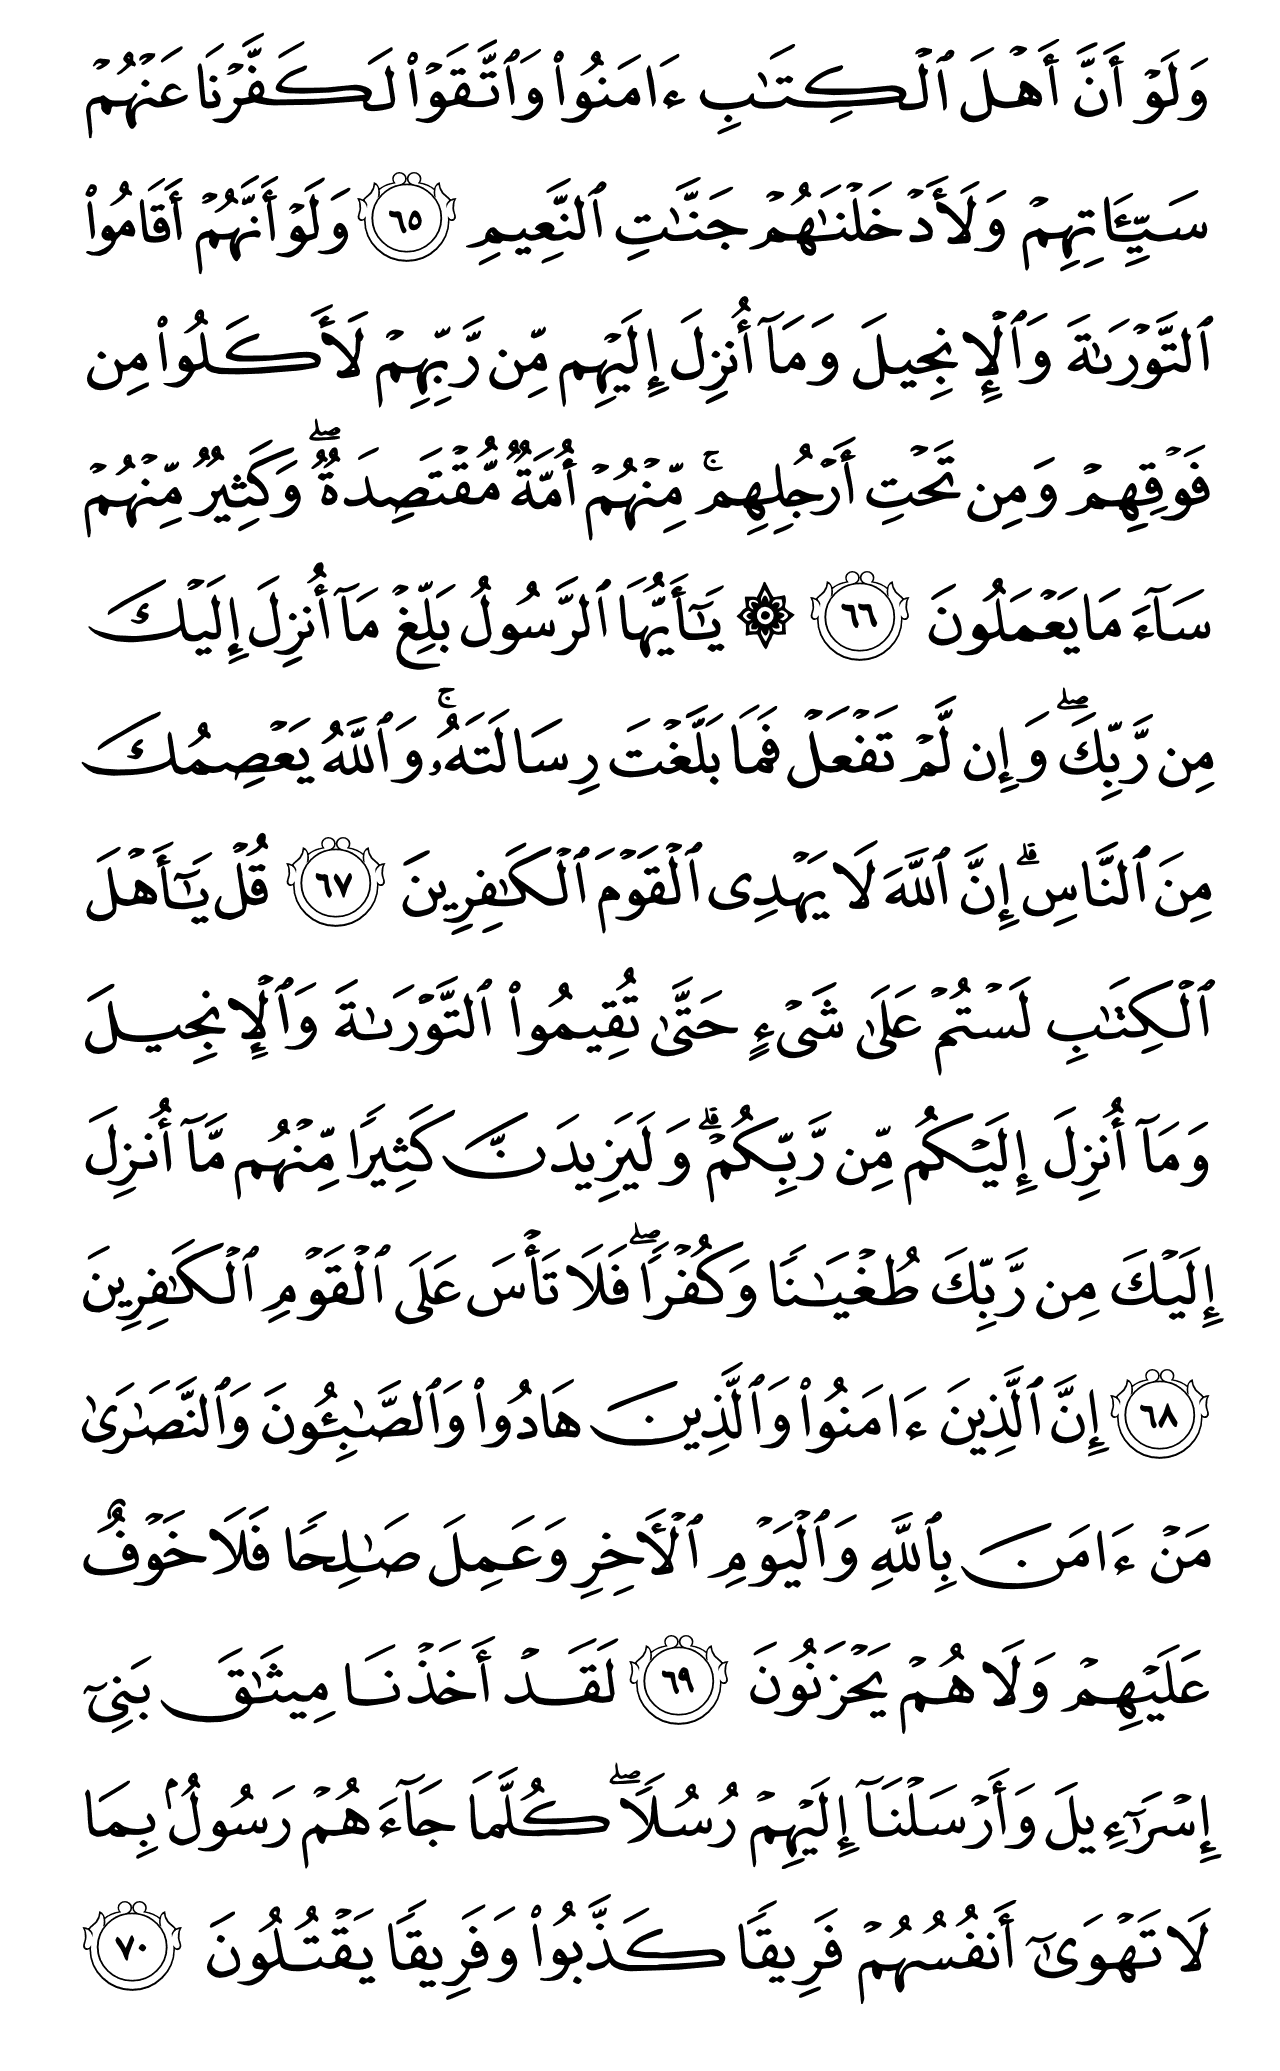 وَلَوۡ أَنَّ أَهۡلَ ٱلۡكِتَٰبِ ءَامَنُواْ وَٱتَّقَوۡاْ لَكَفَّرۡنَا عَنۡهُمۡ
سَيِّـَٔاتِهِمۡ وَلَأَدۡخَلۡنَٰهُمۡ جَنَّٰتِ ٱلنَّعِيمِ ٦٥ وَلَوۡ أَنَّهُمۡ أَقَامُواْ
ٱلتَّوۡرَىٰةَ وَٱلۡإِنجِيلَ وَمَآ أُنزِلَ إِلَيۡهِم مِّن رَّبِّهِمۡ لَأَكَلُواْ مِن
فَوۡقِهِمۡ وَمِن تَحۡتِ أَرۡجُلِهِمۚ مِّنۡهُمۡ أُمَّةٞ مُّقۡتَصِدَةٞۖ وَكَثِيرٞ مِّنۡهُمۡ
سَآءَ مَا يَعۡمَلُونَ ٦٦ ۞ يَٰٓأَيُّهَا ٱلرَّسُولُ بَلِّغۡ مَآ أُنزِلَ إِلَيۡكَ
مِن رَّبِّكَۖ وَإِن لَّمۡ تَفۡعَلۡ فَمَا بَلَّغۡتَ رِسَالَتَهُۥۚ وَٱللَّهُ يَعۡصِمُكَ
مِنَ ٱلنَّاسِۗ إِنَّ ٱللَّهَ لَا يَهۡدِي ٱلۡقَوۡمَ ٱلۡكَٰفِرِينَ ٦٧ قُلۡ يَٰٓأَهۡلَ
ٱلۡكِتَٰبِ لَسۡتُمۡ عَلَىٰ شَيۡءٍ حَتَّىٰ تُقِيمُواْ ٱلتَّوۡرَىٰةَ وَٱلۡإِنجِيلَ
وَمَآ أُنزِلَ إِلَيۡكُم مِّن رَّبِّكُمۡۗ وَلَيَزِيدَنَّ كَثِيرٗا مِّنۡهُم مَّآ أُنزِلَ
إِلَيۡكَ مِن رَّبِّكَ طُغۡيَٰنٗا وَكُفۡرٗاۖ فَلَا تَأۡسَ عَلَى ٱلۡقَوۡمِ ٱلۡكَٰفِرِينَ
٦٨ إِنَّ ٱلَّذِينَ ءَامَنُواْ وَٱلَّذِينَ هَادُواْ وَٱلصَّٰبِـُٔونَ وَٱلنَّصَٰرَىٰ
مَنۡ ءَامَنَ بِٱللَّهِ وَٱلۡيَوۡمِ ٱلۡأٓخِرِ وَعَمِلَ صَٰلِحٗا فَلَا خَوۡفٌ
عَلَيۡهِمۡ وَلَا هُمۡ يَحۡزَنُونَ ٦٩ لَقَدۡ أَخَذۡنَا مِيثَٰقَ بَنِيٓ
إِسۡرَٰٓءِيلَ وَأَرۡسَلۡنَآ إِلَيۡهِمۡ رُسُلٗاۖ كُلَّمَا جَآءَهُمۡ رَسُولُۢ بِمَا
لَا تَهۡوَىٰٓ أَنفُسُهُمۡ فَرِيقٗا كَذَّبُواْ وَفَرِيقٗا يَقۡتُلُونَ ٧٠